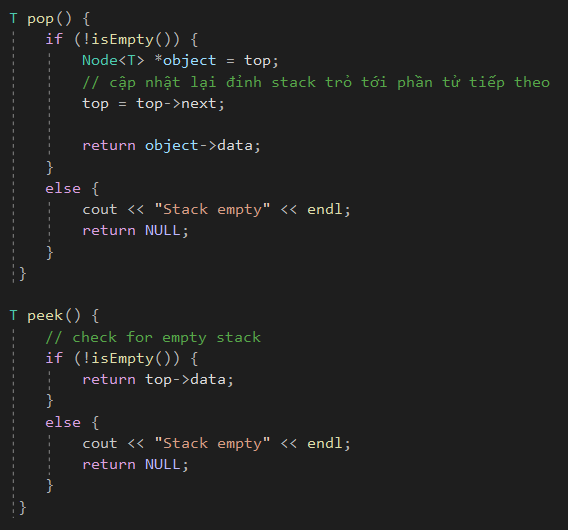 T pop() {
    if (!isEmpty()) {
        Node<T> *object = top;
        // cập nhật lại đỉnh stack trỏ tới phần tử tiếp theo
        top = top->next;

        return object->data;
    }
    else {
        cout << "Stack empty" << endl;
        return NULL;
    }
}

T peek() {
    // check for empty stack
    if (!isEmpty()) {
        return top->data;
    }
    else {
        cout << "Stack empty" << endl;
        return NULL;
    }
}